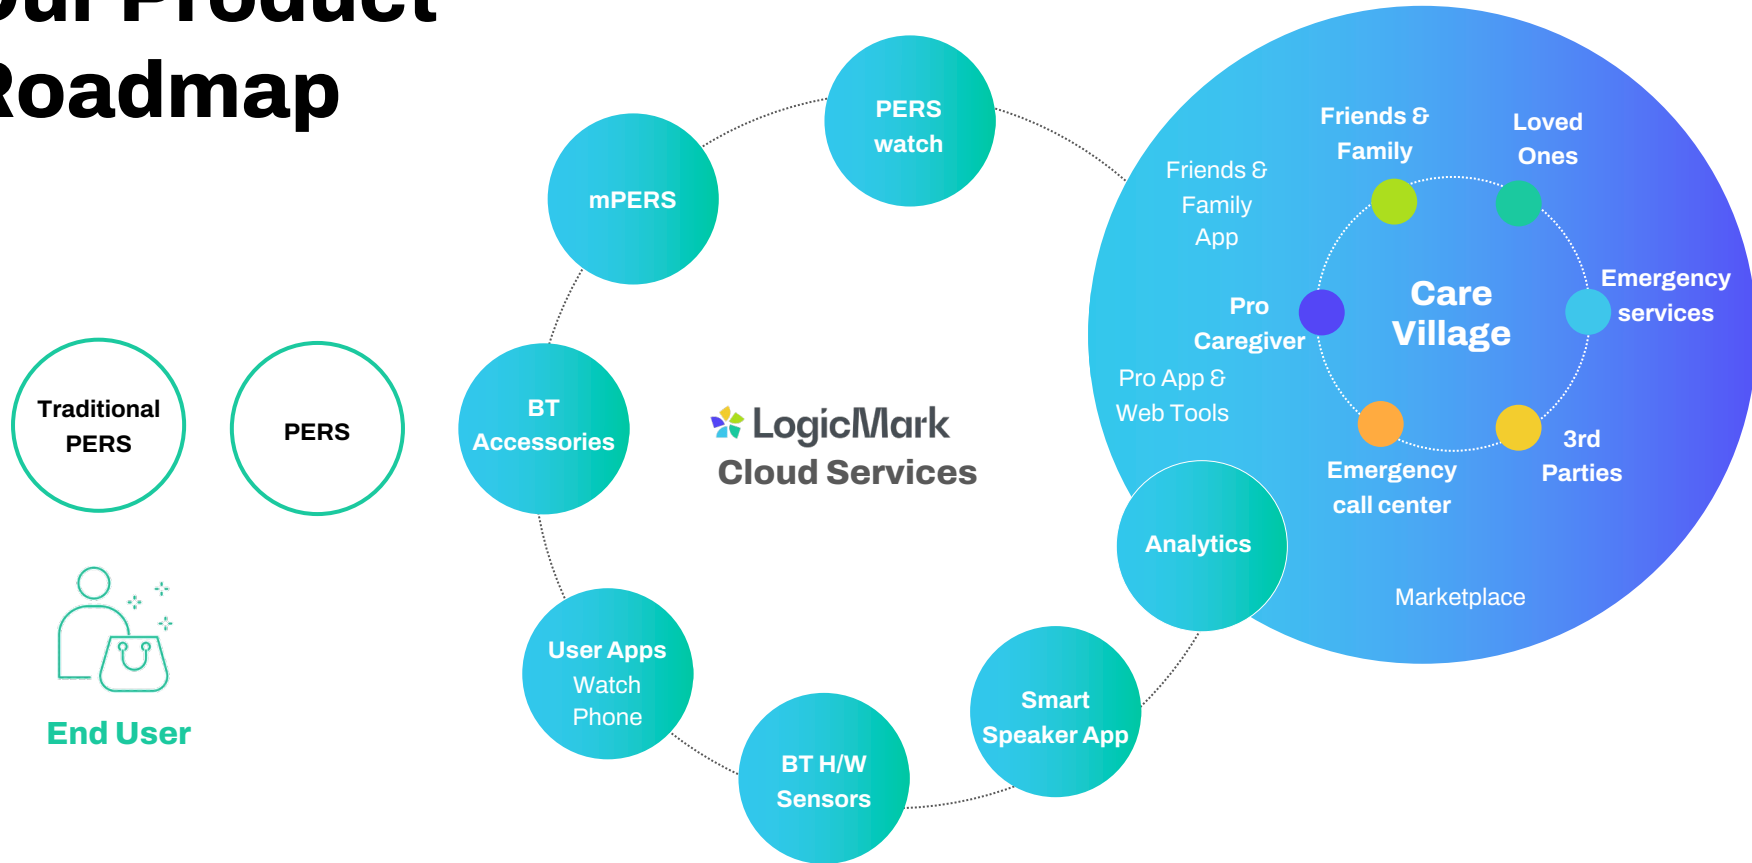 Our Product
Roadmap
PERS
watch
mPERS
Friends &
Family
Loved
Ones
Friends &
Family
App
Emergency
services
Care
Village
Pro
Caregiver
Pro App &
Web Tools
Traditional
PERS
PERS
BT
Accessories
LogicMark
Cloud Services
3rd
Parties
Emergency
call center
Analytics
Marketplace
End User
User Apps
Watch
Phone
Smart
Speaker App
BT H/W
Sensors